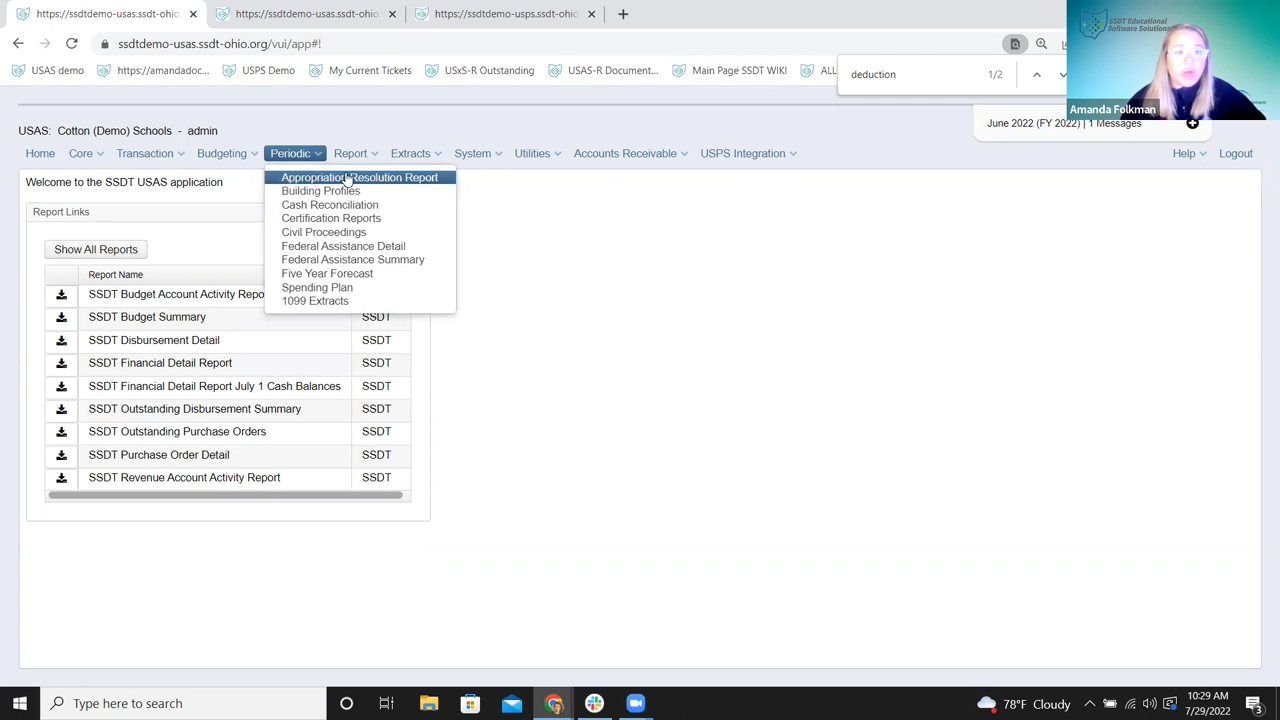 https://ssdtdemo-usas.ssdt-ohio
https://ssdtdemo-usas.ssdt-ohio
https://ssdtdemo-usps.ssdt-ohio
SSDT Educational
Software Solutions
ssdtdemo-usas.ssdt-ohio.org/vui/app#!
USAS demo
https://amandadoc...
USPS Demo
My Current Tickets
USxS-R Outstanding
USAS-R Document...
Main Page SSDT WIKI
ALL
deduction
1/2
Amanda Folkman
USAS: Cotton (Demo) Schools - admin
June 2022 (FY 2022) | 1 Messages
Home
Core
Transaction
Budgeting
Periodic
Report
Extracts
System
Utilities
Accounts Receivable
USPS Integration
Help
Logout
Welcome to the SSDT USAS application
Appropriation Resolution Report
Building Profiles
Cash Reconciliation
Certification Reports
Civil Proceedings
Federal Assistance Detail
Federal Assistance Summary
Five Year Forecast
Spending Plan
1099 Extracts
Report Links
Show All Reports
Report Name
SSDT Budget Account Activity Repo
SSDT Budget Summary SSDT
SSDT Disbursement Detail SSDT
SSDT Financial Detail Report SSDT
SSDT Financial Detail Report July 1 Cash Balances SSDT
SSDT Outstanding Disbursement Summary SSDT
SSDT Outstanding Purchase Orders SSDT
SSDT Purchase Order Detail SSDT
SSDT Revenue Account Activity Report SSDT
Type here to search
78°F Cloudy
10:29 AM
7/29/2022
3